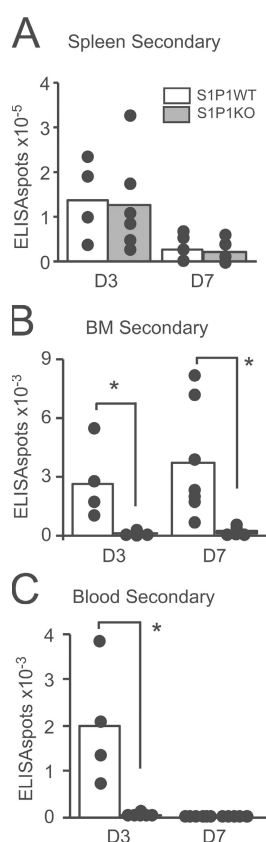 A Spleen Secondary
S1P1WT
S1P1KO
ELISAspots x10-5
4
3
2
1
0
D3 D7
B BM Secondary
ELISAspots x10-3
9
6
3
0
* *
D3 D7
C Blood Secondary
ELISAspots x10-3
4
3
2
1
0
*
D3 D7